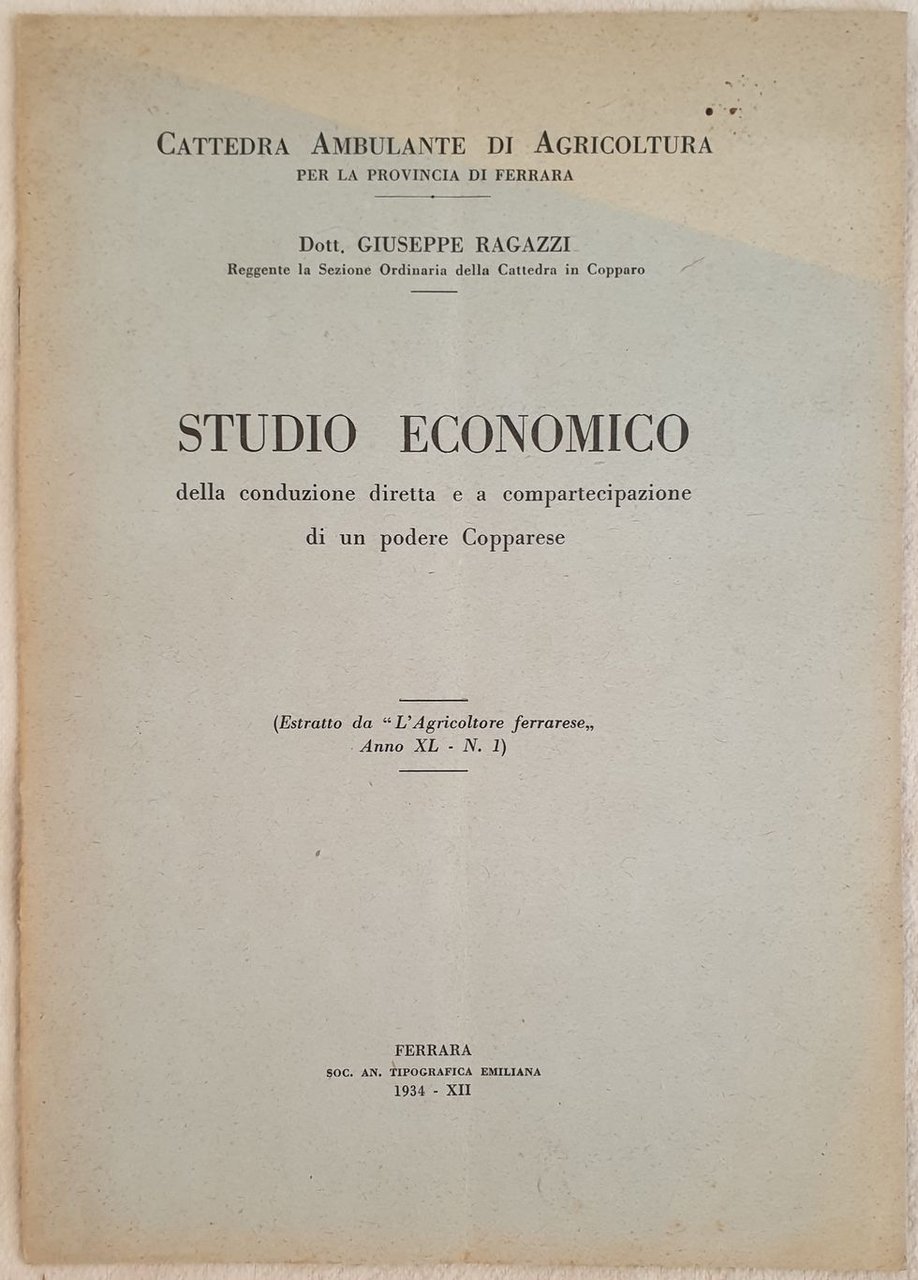 CATTEDRA AMBULANTE DI AGRICOLTURA
PER LA PROVINCIA DI FERRARA
Dott. GIUSEPPE RAGAZZI
Reggente la Sezione Ordinaria della Cattedra in Copparo
STUDIO ECONOMICO
della conduzione diretta e a compartecipazione
di un podere Copparese
(Estratto da “L'Agricoltore ferrarese„
Anno XL - N. 1)
FERRARA
SOC. AN. TIPOGRAFICA EMILIANA
1934 - XII